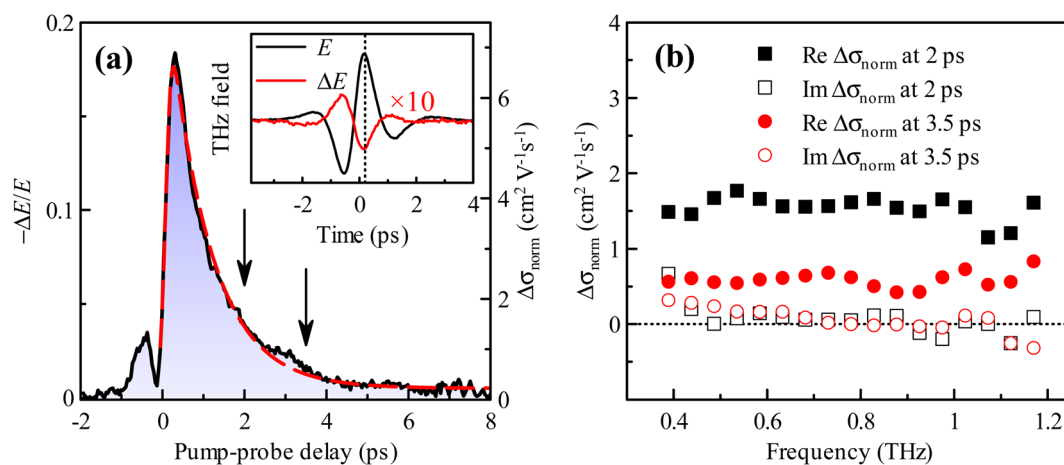 (a)
E
ΔE
×10
THz field
-2 0 2 4
Time (ps)
0.2
0.1
0
−ΔE/E
6
4
2
0
Δσnorm (cm² V⁻¹s⁻¹)
-2 0 2 4 6 8
Pump-probe delay (ps)
(b)
Re Δσnorm at 2 ps
Im Δσnorm at 2 ps
Re Δσnorm at 3.5 ps
Im Δσnorm at 3.5 ps
4
3
2
1
0
-1
Δσnorm (cm² V⁻¹s⁻¹)
0.4 0.6 0.8 1 1.2
Frequency (THz)